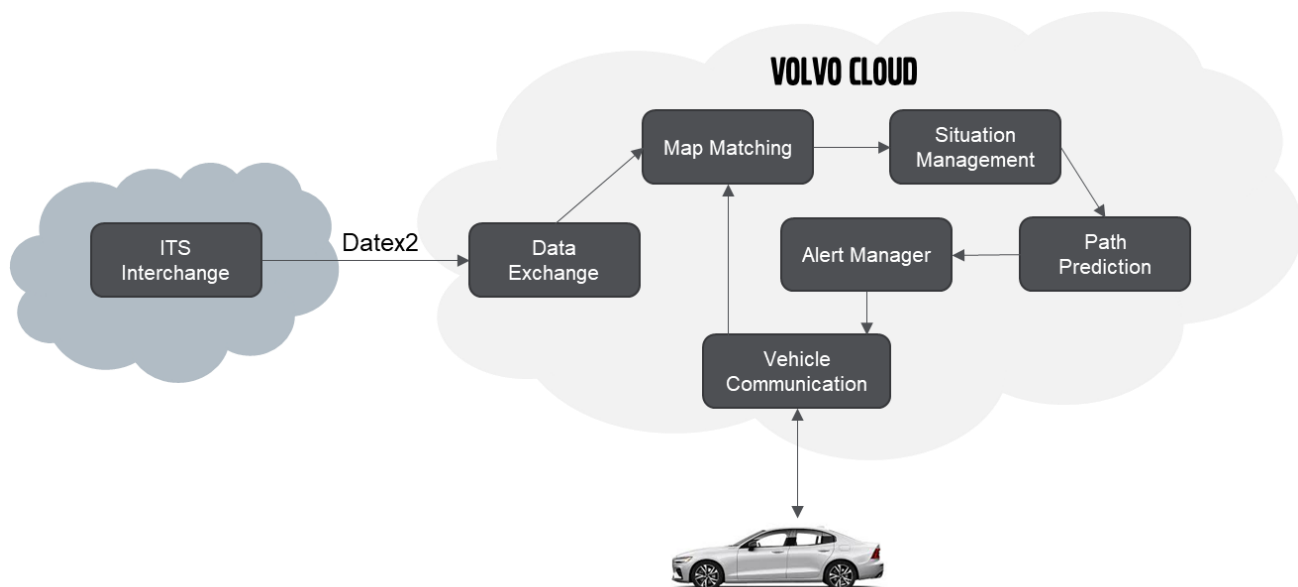 VOLVO CLOUD
Map Matching
Situation
Management
ITS
Interchange
Datex2
Data
Exchange
Alert Manager
Path
Prediction
Vehicle
Communication